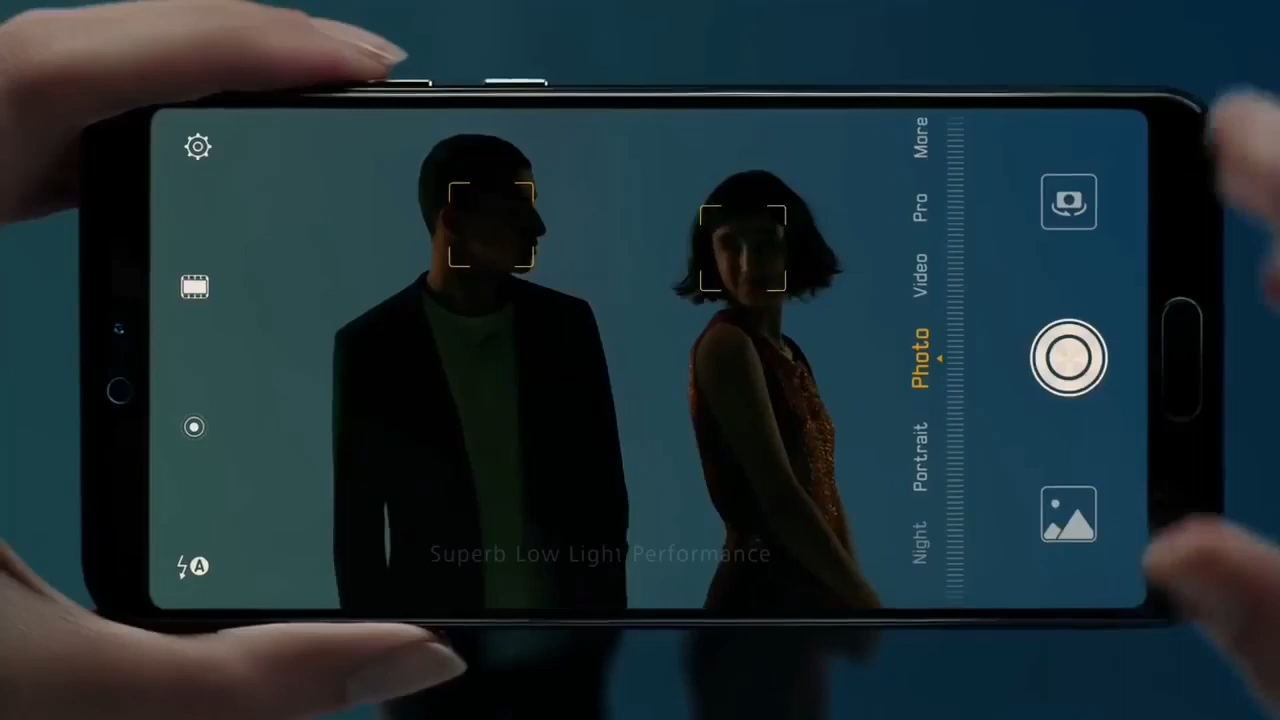 More
Pro
Video
Photo
Portrait
Night
A
Superb Low Light Performance